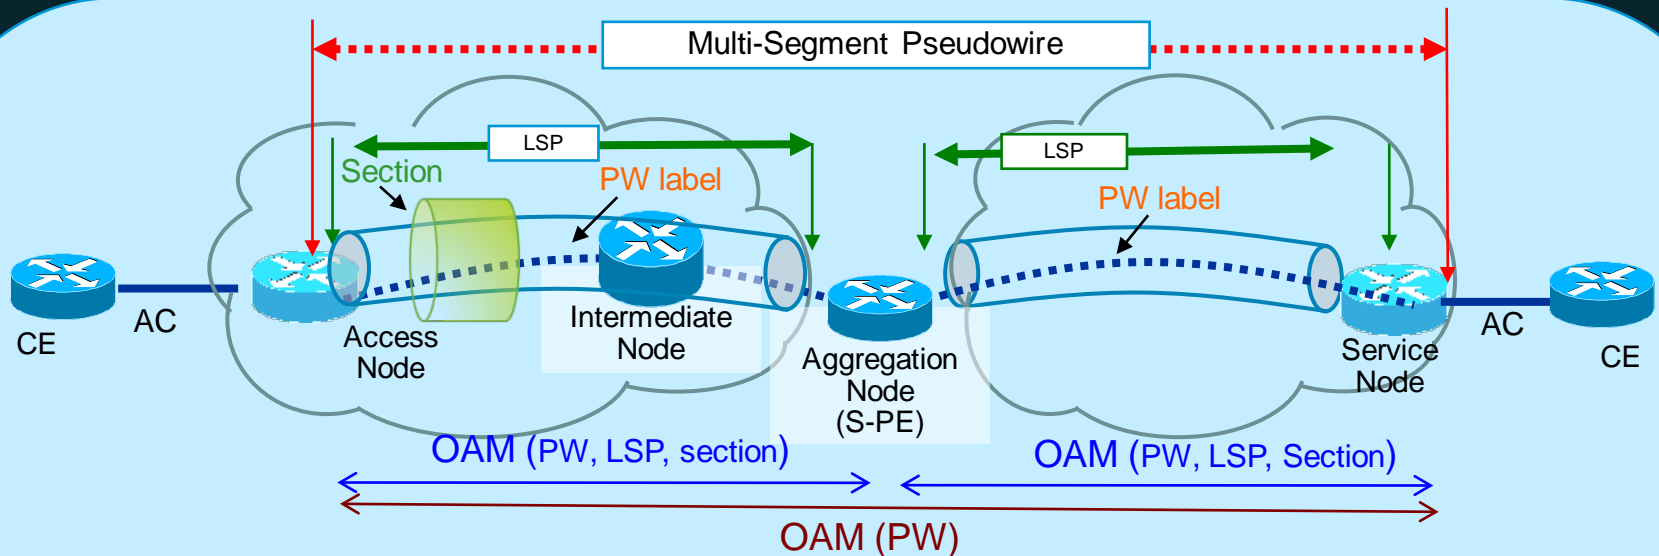 Multi-Segment Pseudowire
LSP
LSP
Section
PW label
PW label
CE
AC
Access
Node
Intermediate
Node
Aggregation
Node
(S-PE)
Service
Node
AC
CE
OAM (PW, LSP, section)
OAM (PW, LSP, Section)
OAM (PW)